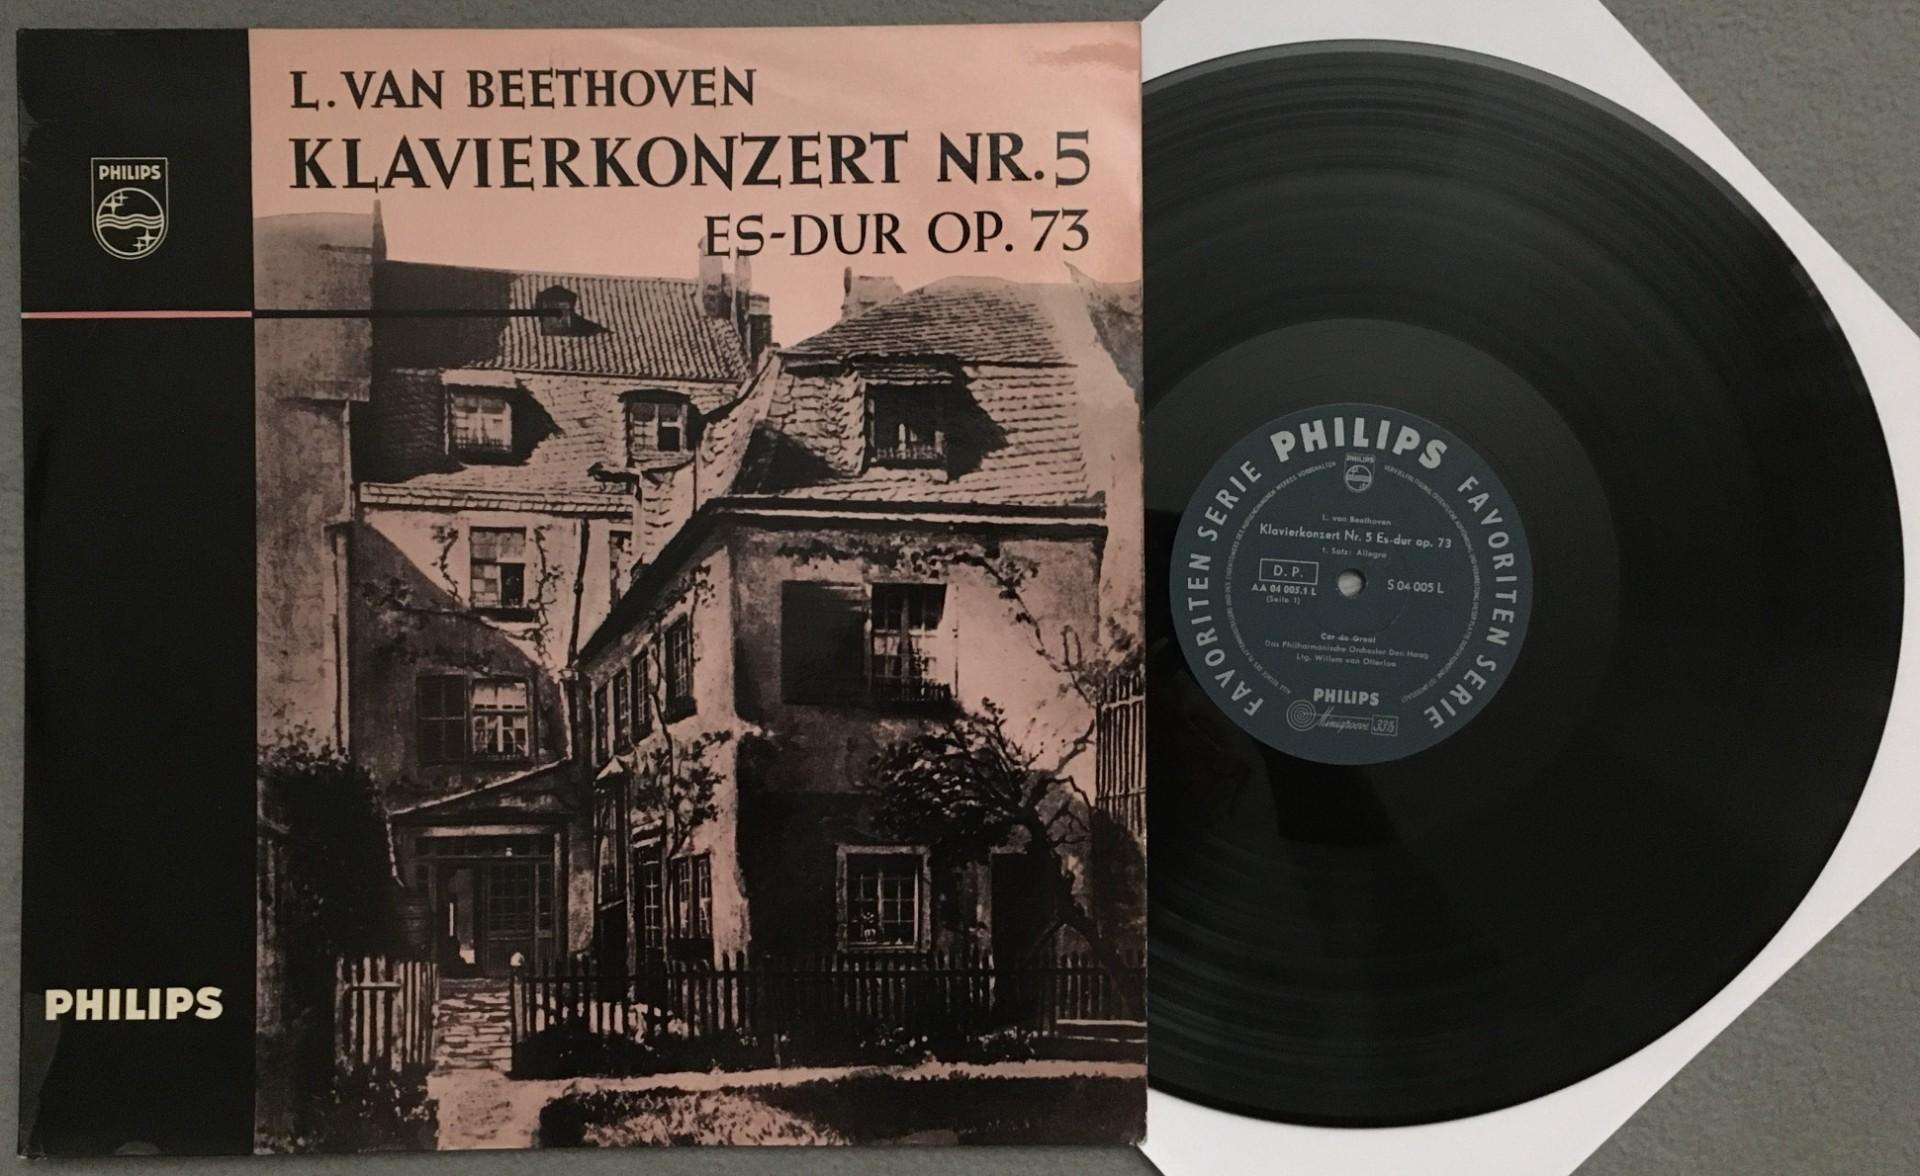 L. VAN BEETHOVEN
KLAVIERKONZERT NR. 5
ES-DUR OP. 73
PHILIPS
PHILIPS
PHILIPS
FAVORITEN SERIE
FAVORITEN SERIE
PHILIPS
L. van Beethoven
Klavierkonzert Nr. 5 Es-dur op. 73
1. Satz: Allegro
D. P.
AA 04 005.1 L
(Seite 1)
S 04 005 L
Cor de Groot
Das Philharmonische Orchester Den Haag
Ltg. Willem van Otterloo
PHILIPS
Minigroove 33⅓